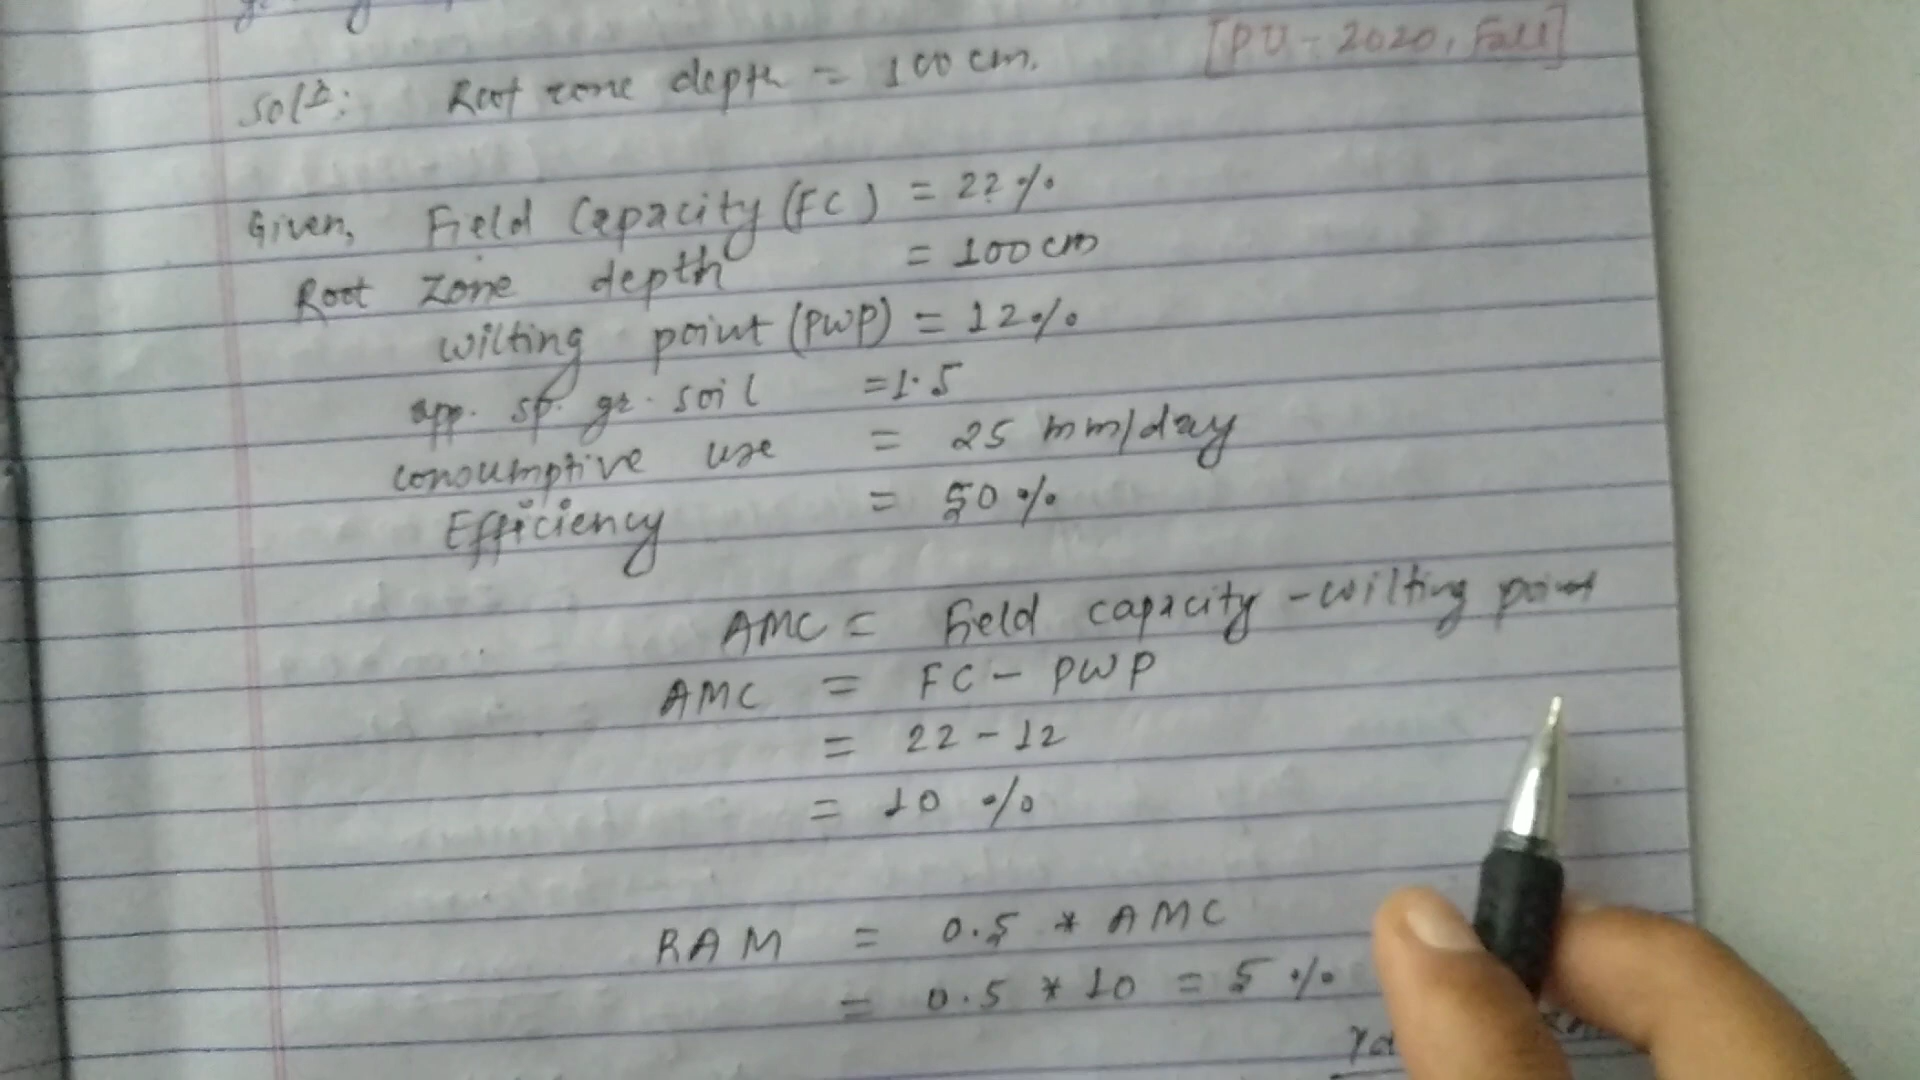 [PU-2020, Fall]
Solⁿ: Root zone depth = 100 cm.
Given, Field Capacity (FC) = 22%
Root zone depth = 100 cm
wilting point (PWP) = 12%
app. sp. gr. soil = 1.5
consumptive use = 25 mm/day
Efficiency = 50%
AMC = Field capacity - wilting point
AMC = FC - PWP
= 22 - 12
= 10 %
RAM = 0.5 * AMC
= 0.5 * 10 = 5 %